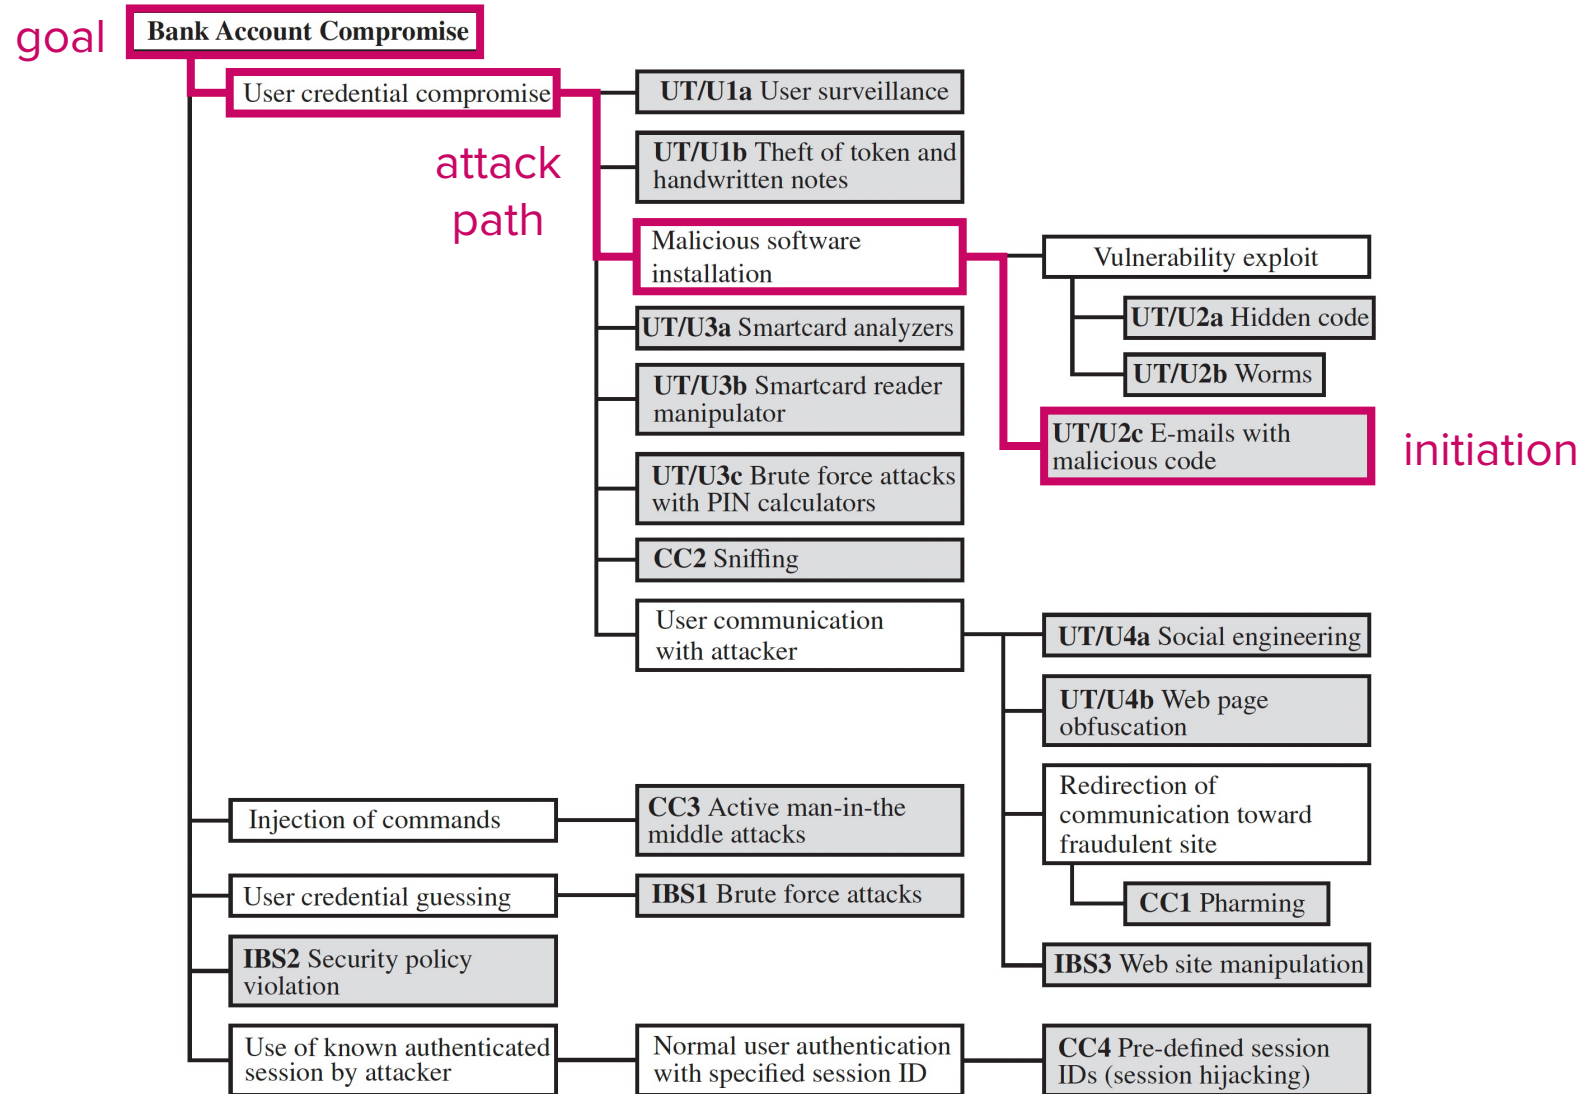 goal
Bank Account Compromise
User credential compromise
attack
path
UT/U1a User surveillance
UT/U1b Theft of token and
handwritten notes
Malicious software
installation
Vulnerability exploit
UT/U2a Hidden code
UT/U2b Worms
UT/U2c E-mails with
malicious code
initiation
UT/U3a Smartcard analyzers
UT/U3b Smartcard reader
manipulator
UT/U3c Brute force attacks
with PIN calculators
CC2 Sniffing
User communication
with attacker
UT/U4a Social engineering
UT/U4b Web page
obfuscation
Redirection of
communication toward
fraudulent site
CC1 Pharming
IBS3 Web site manipulation
Injection of commands
CC3 Active man-in-the
middle attacks
User credential guessing
IBS1 Brute force attacks
IBS2 Security policy
violation
Use of known authenticated
session by attacker
Normal user authentication
with specified session ID
CC4 Pre-defined session
IDs (session hijacking)